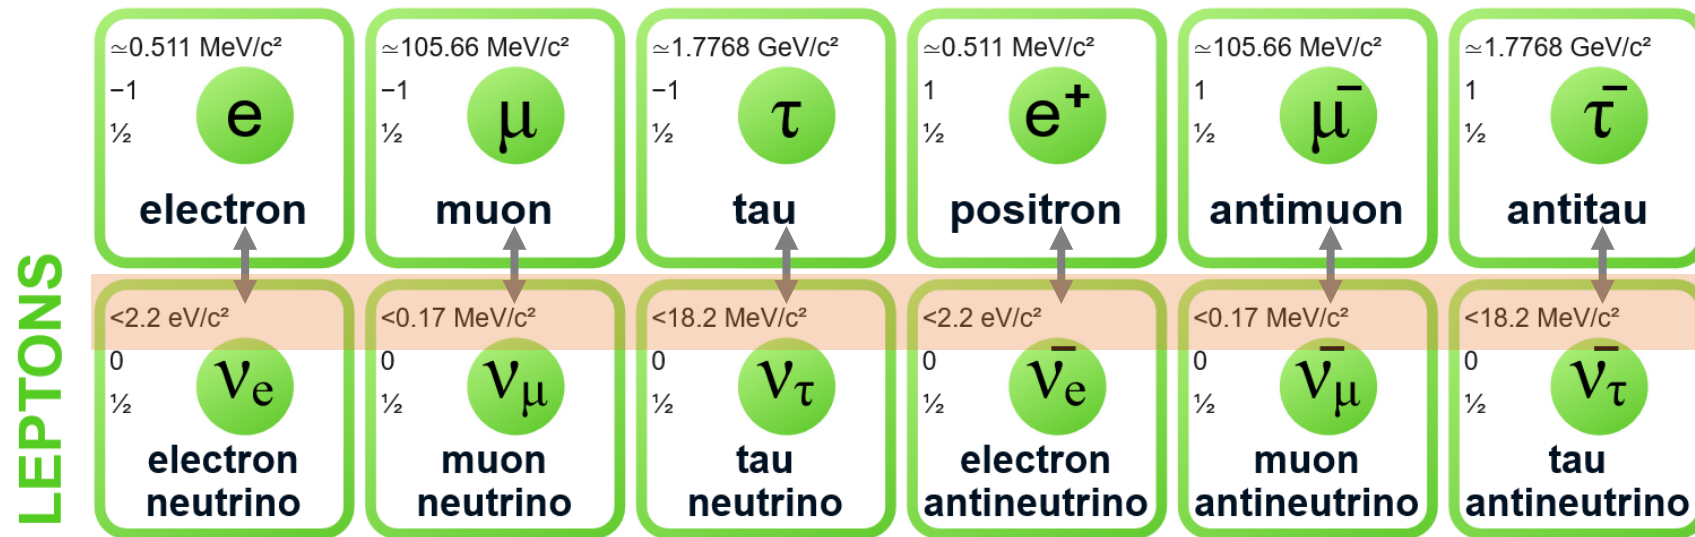 LEPTONS
≃0.511 MeV/c²
−1
½
e
electron
≃105.66 MeV/c²
−1
½
μ
muon
≃1.7768 GeV/c²
−1
½
τ
tau
≃0.511 MeV/c²
1
½
e⁺
positron
≃105.66 MeV/c²
1
½
μ̄
antimuon
≃1.7768 GeV/c²
1
½
τ̄
antitau
<2.2 eV/c²
0
½
νe
electron
neutrino
<0.17 MeV/c²
0
½
νμ
muon
neutrino
<18.2 MeV/c²
0
½
ντ
tau
neutrino
<2.2 eV/c²
0
½
ν̄e
electron
antineutrino
<0.17 MeV/c²
0
½
ν̄μ
muon
antineutrino
<18.2 MeV/c²
0
½
ν̄τ
tau
antineutrino